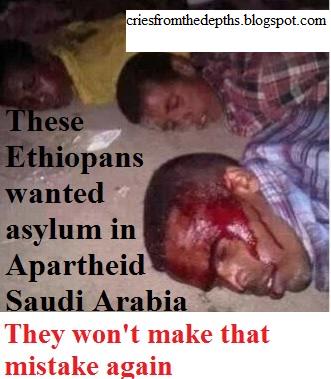 criesfromthedepths.blogspot.com
These
Ethiopans
wanted
asylum in
Apartheid
Saudi Arabia
They won't make that
mistake again